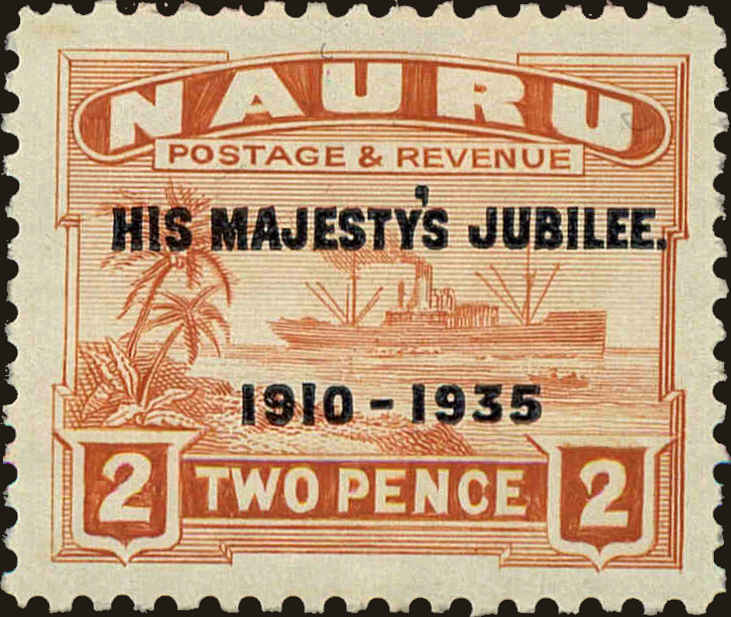 NAURU
POSTAGE & REVENUE
HIS MAJESTY'S JUBILEE.
1910-1935
2 TWO PENCE 2